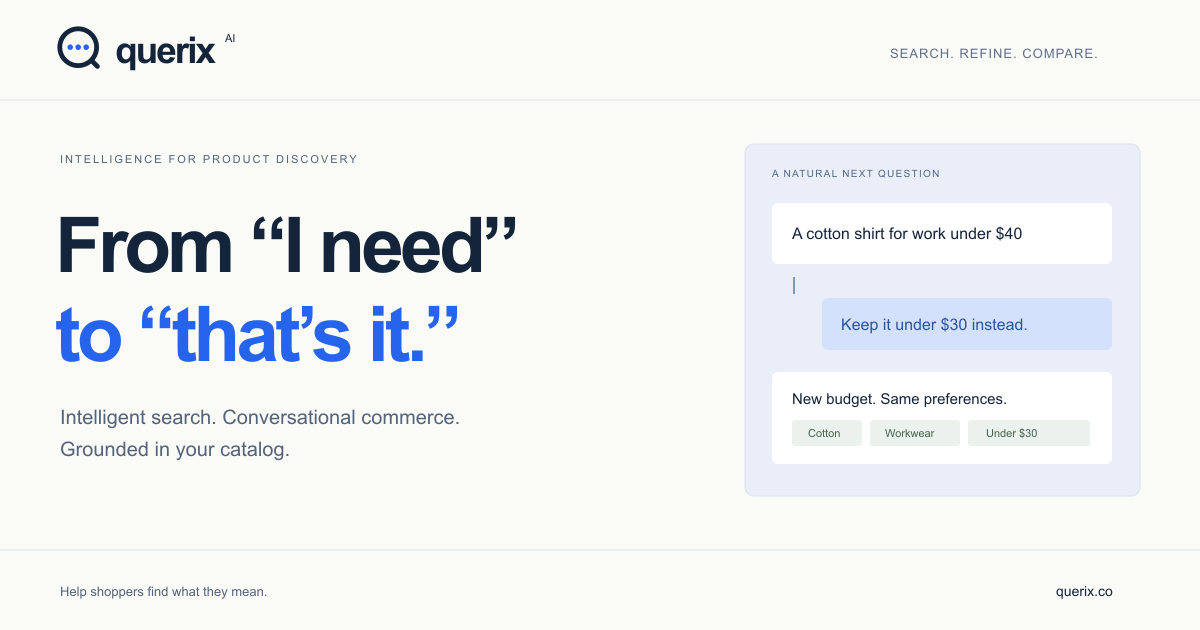 querix AI
SEARCH. REFINE. COMPARE.
INTELLIGENCE FOR PRODUCT DISCOVERY
From “I need”
to “that’s it.”
Intelligent search. Conversational commerce.
Grounded in your catalog.
A NATURAL NEXT QUESTION
A cotton shirt for work under $40
Keep it under $30 instead.
New budget. Same preferences.
Cotton Workwear Under $30
Help shoppers find what they mean.
querix.co